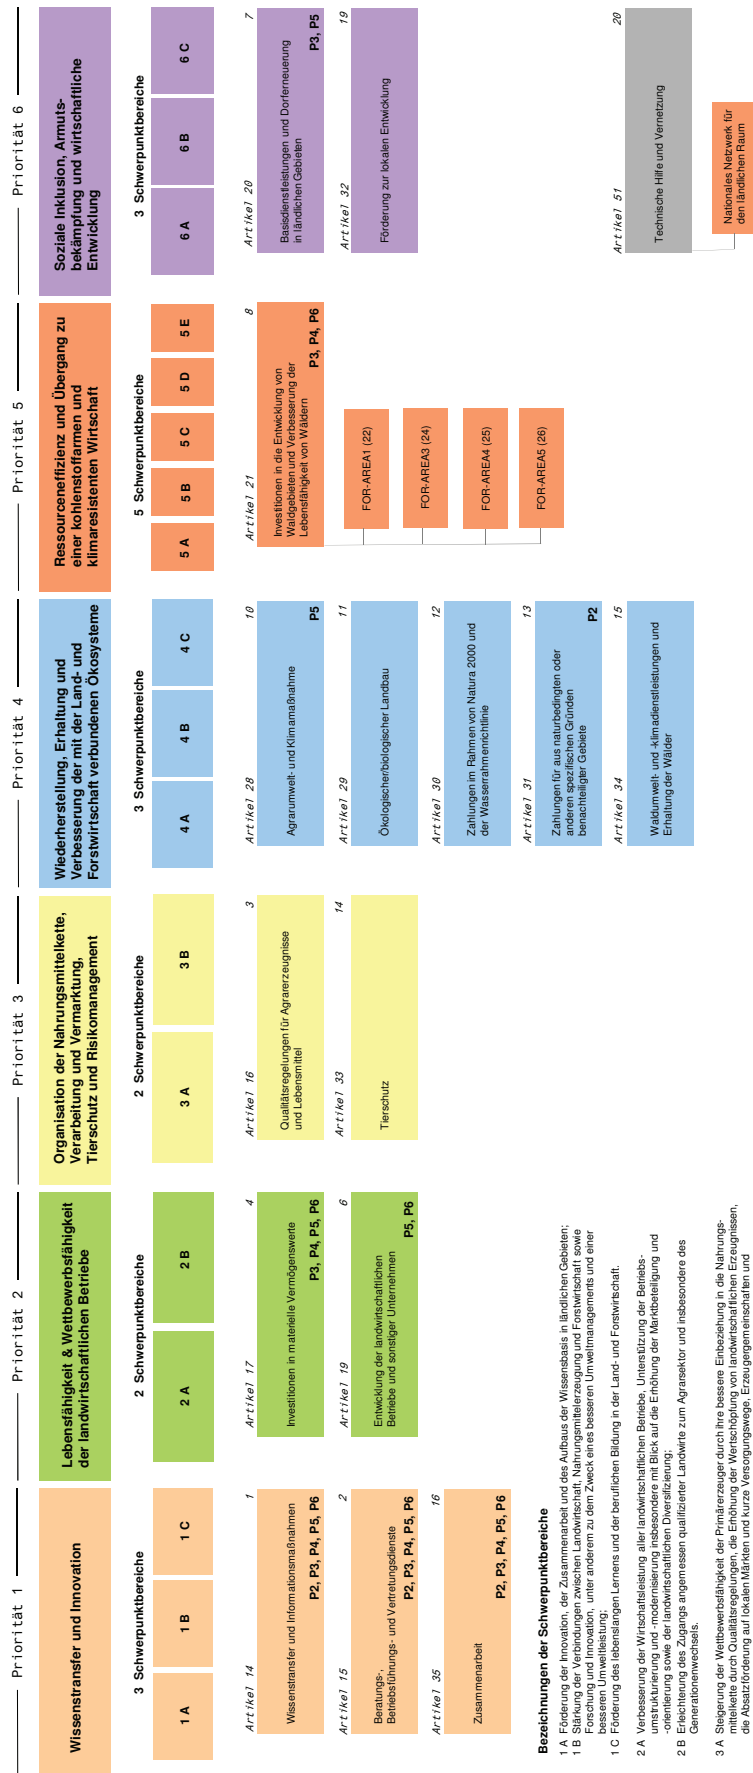 Priorität 1
Wissenstransfer und Innovation
3 Schwerpunktbereiche
1 A
1 B
1 C
Artikel 14
1
Wissenstransfer und Informationsmaßnahmen
P2, P3, P4, P5, P6
Artikel 15
2
Beratungs-,
Betriebsführungs- und Vertretungsdienste
P2, P3, P4, P5, P6
Artikel 35
16
Zusammenarbeit
P2, P3, P4, P5, P6
Priorität 2
Lebensfähigkeit & Wettbewerbsfähigkeit
der landwirtschaftlichen Betriebe
2 Schwerpunktbereiche
2 A
2 B
Artikel 17
4
Investitionen in materielle Vermögenswerte
P3, P4, P5, P6
Artikel 19
6
Entwicklung der landwirtschaftlichen
Betriebe und sonstiger Unternehmen
P5, P6
Priorität 3
Organisation der Nahrungsmittelkette,
Verarbeitung und Vermarktung,
Tierschutz und Risikomanagement
2 Schwerpunktbereiche
3 A
3 B
Artikel 16
3
Qualitätsregelungen für Agrarerzeugnisse
und Lebensmittel
Artikel 33
14
Tierschutz
Priorität 4
Wiederherstellung, Erhaltung und
Verbesserung der mit der Land- und
Forstwirtschaft verbundenen Ökosysteme
3 Schwerpunktbereiche
4 A
4 B
4 C
Artikel 28
10
Agrarumwelt- und Klimamaßnahme
P5
Artikel 29
11
Ökologischer/biologischer Landbau
Artikel 30
12
Zahlungen im Rahmen von Natura 2000 und
der Wasserrahmenrichtlinie
Artikel 31
13
Zahlungen für aus naturbedingten oder
anderen spezifischen Gründen
benachteiligter Gebiete
P2
Artikel 34
15
Waldumwelt- und -klimadienstleistungen und
Erhaltung der Wälder
Priorität 5
Ressourceneffizienz und Übergang zu
einer kohlenstoffarmen und
klimaresistenten Wirtschaft
5 Schwerpunktbereiche
5 A
5 B
5 C
5 D
5 E
Artikel 21
8
Investitionen in die Entwicklung von
Waldgebieten und Verbesserung der
Lebensfähigkeit von Wäldern
P3, P4, P6
FOR-AREA1 (22)
FOR-AREA3 (24)
FOR-AREA4 (25)
FOR-AREA5 (26)
Priorität 6
Soziale Inklusion, Armuts-
bekämpfung und wirtschaftliche
Entwicklung
3 Schwerpunktbereiche
6 A
6 B
6 C
Artikel 20
7
Basisdienstleistungen und Dorferneuerung
in ländlichen Gebieten
P3, P5
Artikel 32
19
Förderung zur lokalen Entwicklung
Artikel 51
20
Technische Hilfe und Vernetzung
Nationales Netzwerk für
den ländlichen Raum
Bezeichnungen der Schwerpunktbereiche
1 A Förderung der Innovation, der Zusammenarbeit und des Aufbaus der Wissensbasis in ländlichen Gebieten;
1 B Stärkung der Verbindungen zwischen Landwirtschaft, Nahrungsmittelerzeugung und Forstwirtschaft sowie
Forschung und Innovation, unter anderem zu dem Zweck eines besseren Umweltmanagements und einer
besseren Umweltleistung;
1 C Förderung des lebenslangen Lernens und der beruflichen Bildung in der Land- und Forstwirtschaft.
2 A Verbesserung der Wirtschaftsleistung aller landwirtschaftlichen Betriebe, Unterstützung der Betriebs-
umstrukturierung und -modernisierung insbesondere mit Blick auf die Erhöhung der Marktbeteiligung und
-orientierung sowie der landwirtschaftlichen Diversifizierung;
2 B Erleichterung des Zugangs angemessen qualifizierter Landwirte zum Agrarsektor und insbesondere des
Generationenwechsels.
3 A Steigerung der Wettbewerbsfähigkeit der Primärerzeuger durch ihre bessere Einbeziehung in die Nahrungs-
mittelkette durch Qualitätsregelungen, die Erhöhung der Wertschöpfung von landwirtschaftlichen Erzeugnissen,
die Absatzförderung auf lokalen Märkten und kurze Versorgungswege, Erzeugergemeinschaften und